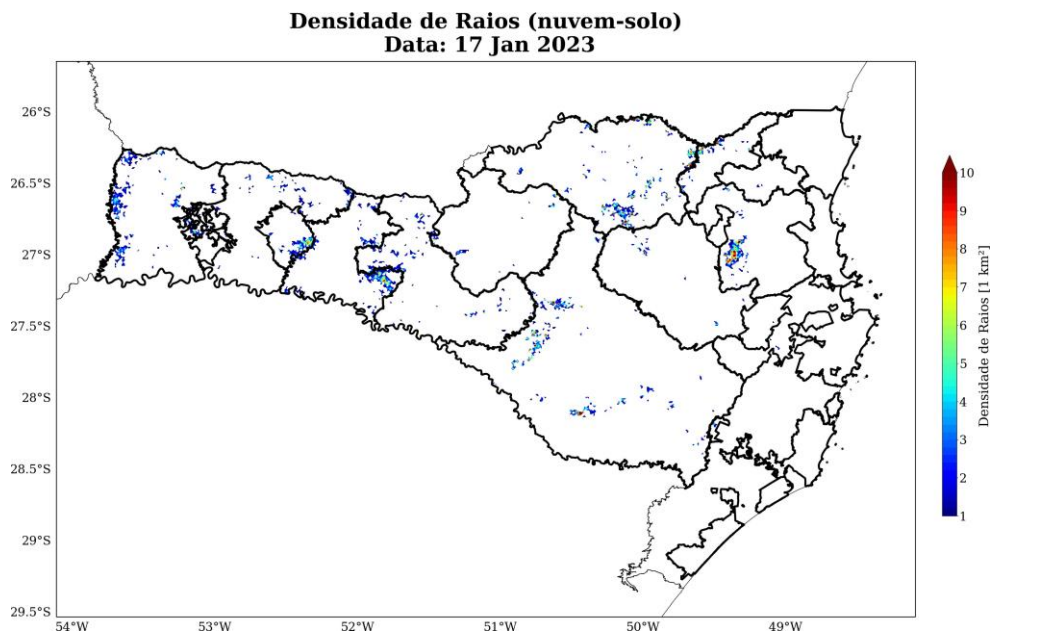 Densidade de Raios (nuvem-solo)
Data: 17 Jan 2023
26°S
26.5°S
27°S
27.5°S
28°S
28.5°S
29°S
29.5°S
54°W
53°W
52°W
51°W
50°W
49°W
10
9
8
7
6
5
4
3
2
1
Densidade de Raios [1 km²]